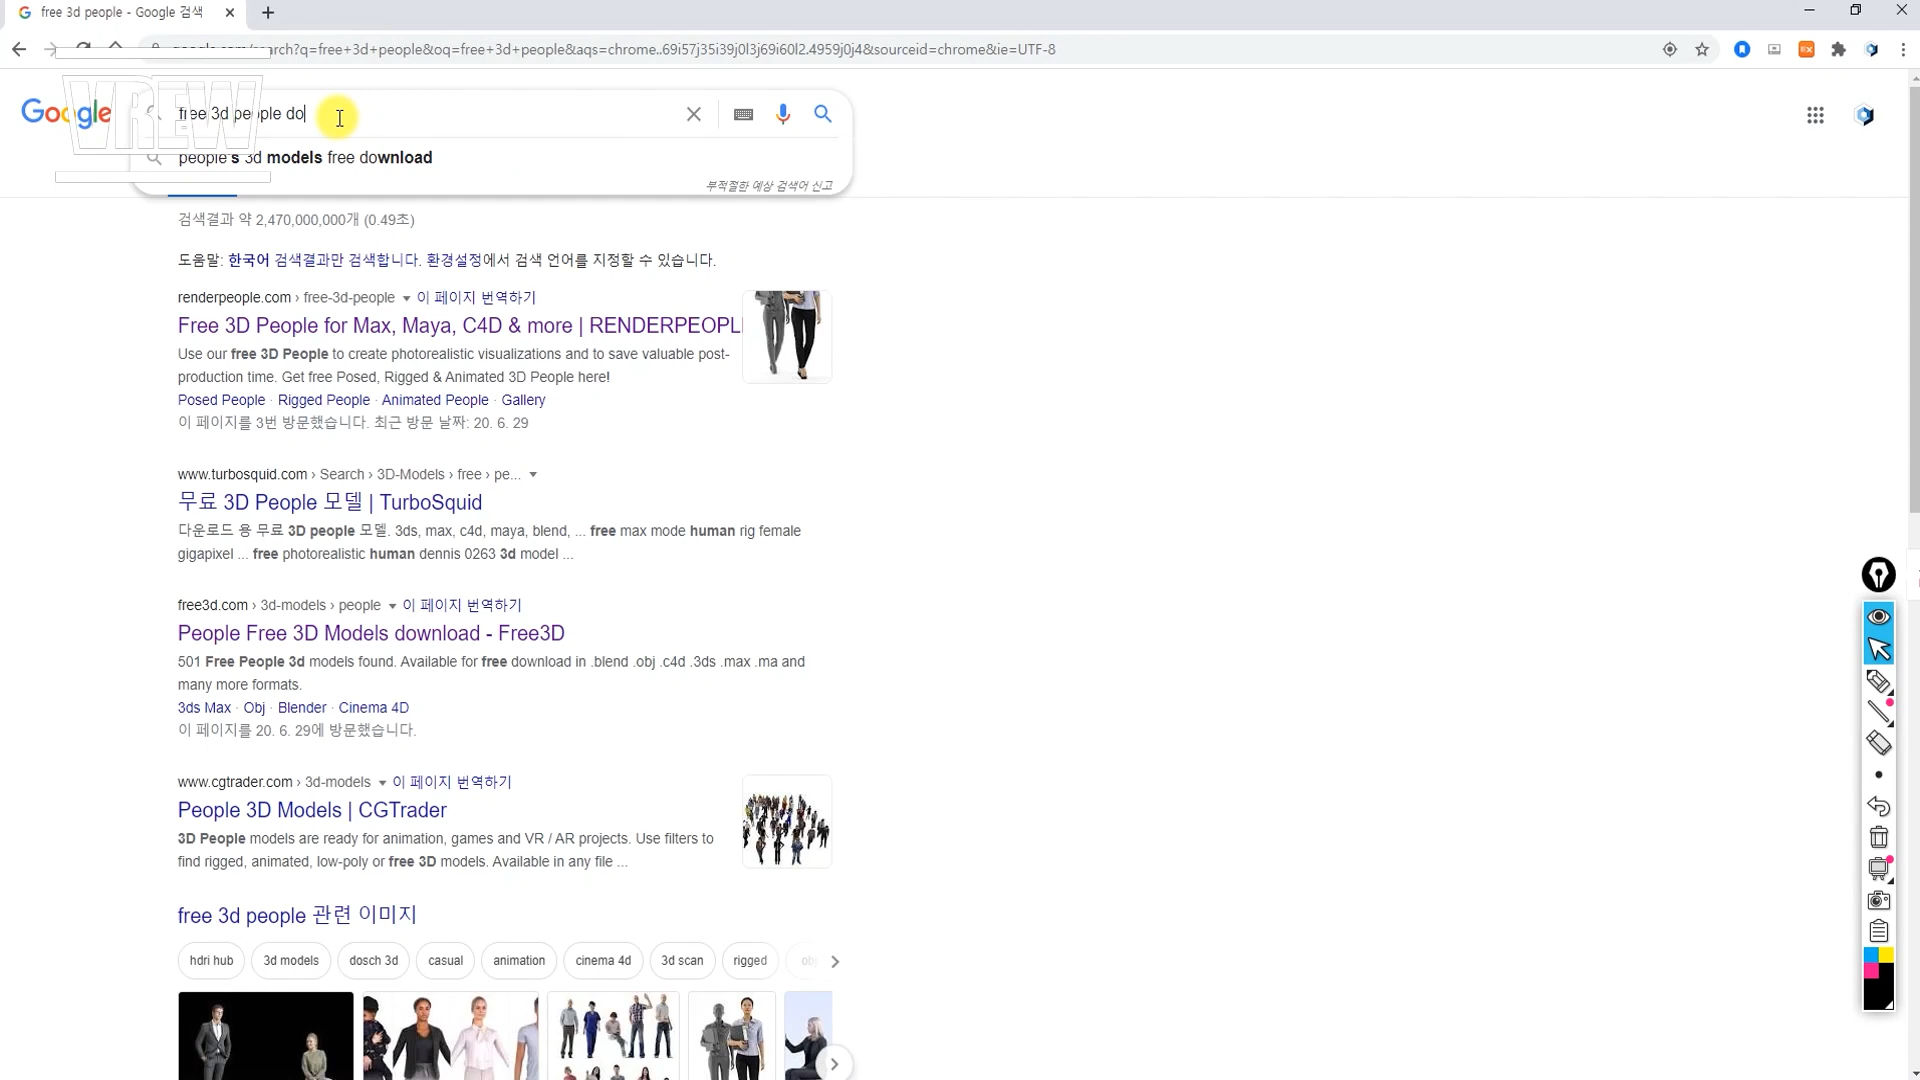 free 3d people - Google 검색
google.com/search?q=free+3d+people&oq=free+3d+people&aqs=chrome..69i57j35i39j0l3j69i60l2.4959j0j4&sourceid=chrome&ie=UTF-8
Google
VREW
free 3d people do
people's 3d models free download
부적절한 예상 검색어 신고
검색결과 약 2,470,000,000개 (0.49초)
도움말: 한국어 검색결과만 검색합니다. 환경설정에서 검색 언어를 지정할 수 있습니다.
renderpeople.com › free-3d-people ▾ 이 페이지 번역하기
Free 3D People for Max, Maya, C4D & more | RENDERPEOPL
Use our free 3D People to create photorealistic visualizations and to save valuable post-
production time. Get free Posed, Rigged & Animated 3D People here!
Posed People · Rigged People · Animated People · Gallery
이 페이지를 3번 방문했습니다. 최근 방문 날짜: 20. 6. 29
www.turbosquid.com › Search › 3D-Models › free › pe... ▾
무료 3D People 모델 | TurboSquid
다운로드 용 무료 3D people 모델. 3ds, max, c4d, maya, blend, ... free max mode human rig female
gigapixel ... free photorealistic human dennis 0263 3d model ...
free3d.com › 3d-models › people ▾ 이 페이지 번역하기
People Free 3D Models download - Free3D
501 Free People 3d models found. Available for free download in .blend .obj .c4d .3ds .max .ma and
many more formats.
3ds Max · Obj · Blender · Cinema 4D
이 페이지를 20. 6. 29에 방문했습니다.
www.cgtrader.com › 3d-models ▾ 이 페이지 번역하기
People 3D Models | CGTrader
3D People models are ready for animation, games and VR / AR projects. Use filters to
find rigged, animated, low-poly or free 3D models. Available in any file ...
free 3d people 관련 이미지
hdri hub 3d models dosch 3d casual animation cinema 4d 3d scan rigged ob